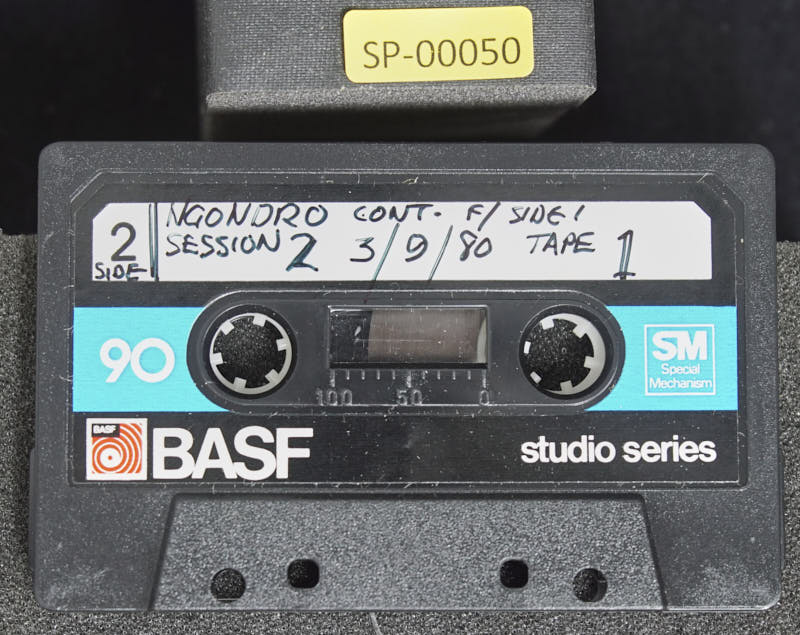 SP-00050
2
SIDE
NGONDRO CONT. F/ SIDE 1
SESSION 2 3/9/80 TAPE 1
90
100 50 0
SM
Special
Mechanism
BASF
BASF
studio series